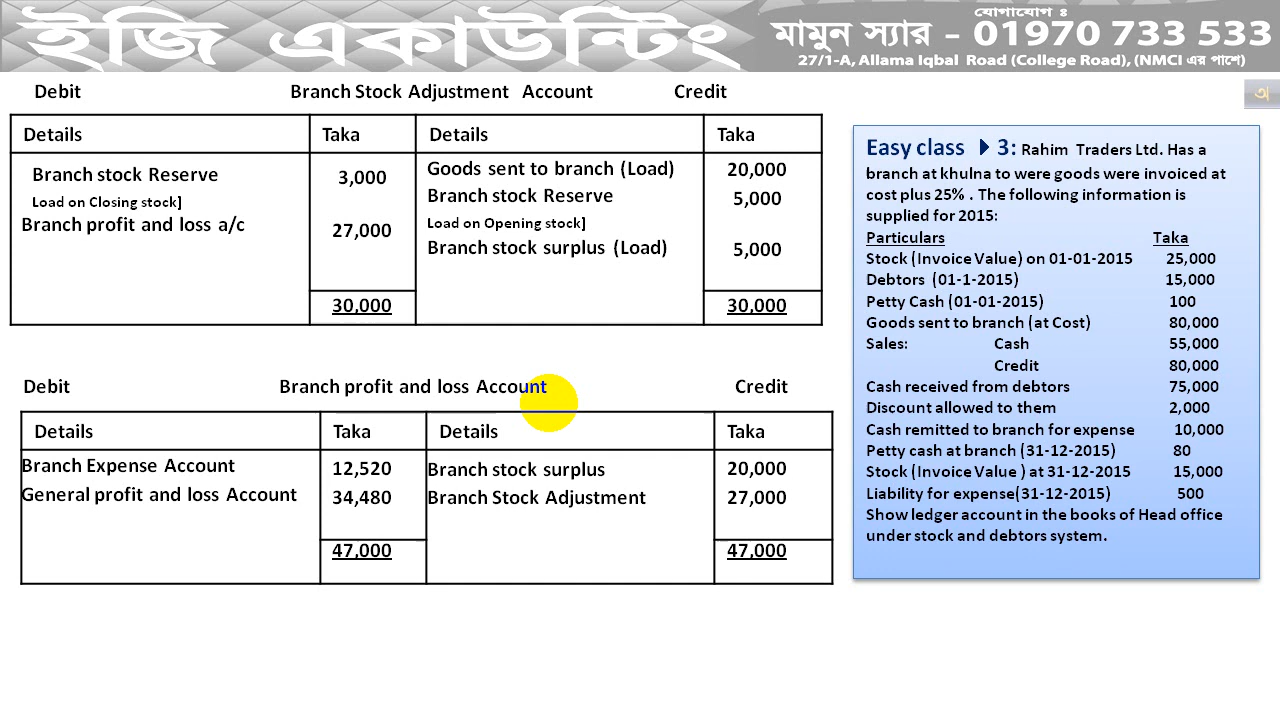 ইজি একাউন্টিং
যোগাযোগ ঃ
মামুন স্যার – 01970 733 533
27/1-A, Allama Iqbal Road (College Road), (NMCI এর পাশে)
অ
Debit Branch Stock Adjustment Account Credit
Details Taka Details Taka
Branch stock Reserve 3,000 Goods sent to branch (Load) 20,000
Load on Closing stock] Branch stock Reserve 5,000
Branch profit and loss a/c 27,000 Load on Opening stock]
Branch stock surplus (Load) 5,000
30,000 30,000
Debit Branch profit and loss Account Credit
Details Taka Details Taka
Branch Expense Account 12,520 Branch stock surplus 20,000
General profit and loss Account 34,480 Branch Stock Adjustment 27,000
47,000 47,000
Easy class 3: Rahim Traders Ltd. Has a
branch at khulna to were goods were invoiced at
cost plus 25% . The following information is
supplied for 2015:
Particulars Taka
Stock (Invoice Value) on 01-01-2015 25,000
Debtors (01-1-2015) 15,000
Petty Cash (01-01-2015) 100
Goods sent to branch (at Cost) 80,000
Sales: Cash 55,000
Credit 80,000
Cash received from debtors 75,000
Discount allowed to them 2,000
Cash remitted to branch for expense 10,000
Petty cash at branch (31-12-2015) 80
Stock (Invoice Value ) at 31-12-2015 15,000
Liability for expense(31-12-2015) 500
Show ledger account in the books of Head office
under stock and debtors system.